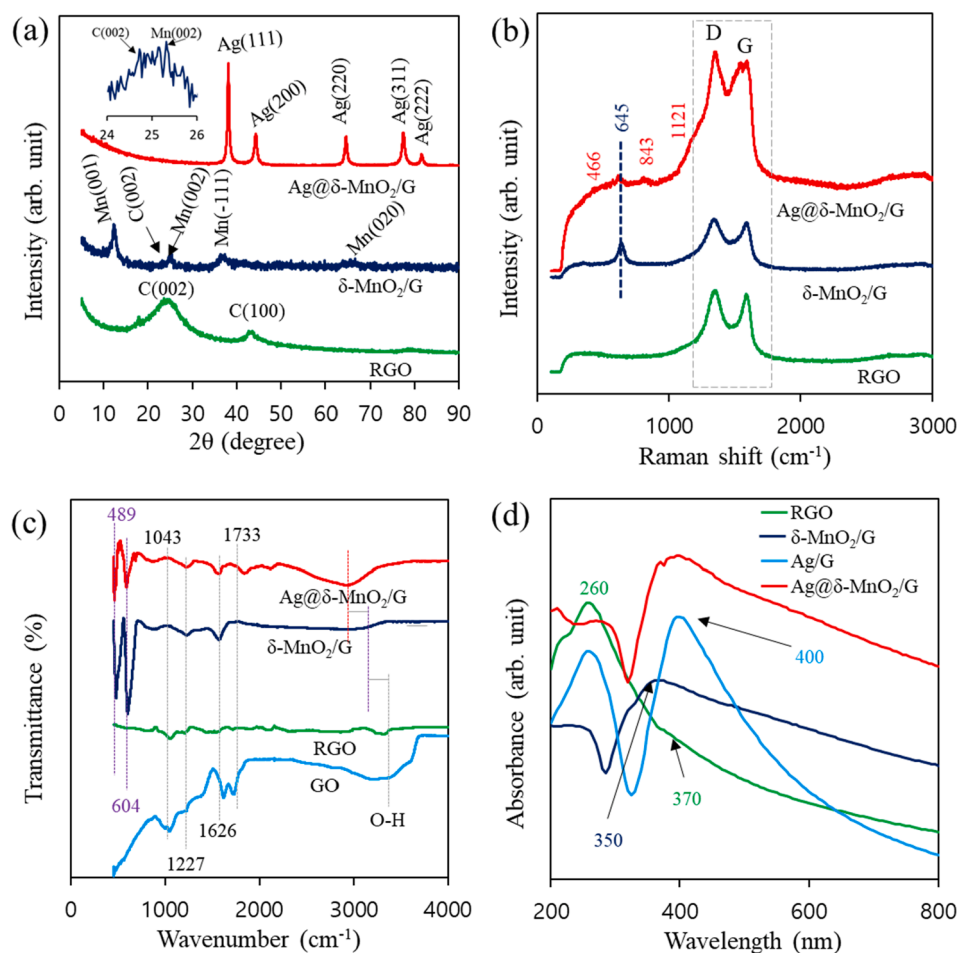 (a)
Intensity (arb. unit)
C(002)
Mn(002)
24 25 26
Ag(111)
Ag(200)
Ag(220)
Ag(311)
Ag(222)
Ag@δ-MnO₂/G
Mn(001)
C(002)
Mn(002)
Mn(-111)
Mn(020)
δ-MnO₂/G
C(002)
C(100)
RGO
0 10 20 30 40 50 60 70 80 90
2θ (degree)
(b)
Intensity (arb. unit)
D
G
466
645
843
1121
Ag@δ-MnO₂/G
δ-MnO₂/G
RGO
0 1000 2000 3000
Raman shift (cm⁻¹)
(c)
Transmittance (%)
489
1043
1733
Ag@δ-MnO₂/G
δ-MnO₂/G
RGO
GO
604
1626
O-H
1227
0 1000 2000 3000 4000
Wavenumber (cm⁻¹)
(d)
Absorbance (arb. unit)
RGO
δ-MnO₂/G
Ag/G
Ag@δ-MnO₂/G
260
400
370
350
200 400 600 800
Wavelength (nm)